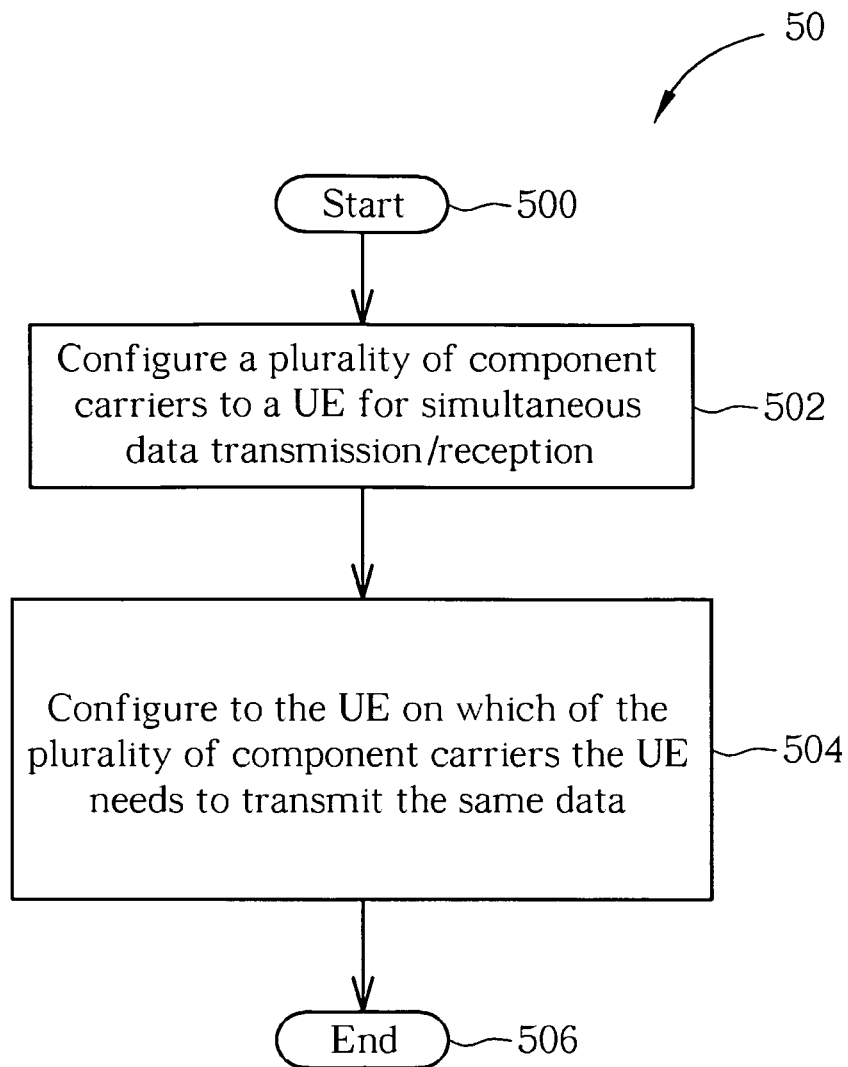 50
Start
500
Configure a plurality of component
carriers to a UE for simultaneous
data transmission/reception
502
Configure to the UE on which of the
plurality of component carriers the UE
needs to transmit the same data
504
End
506